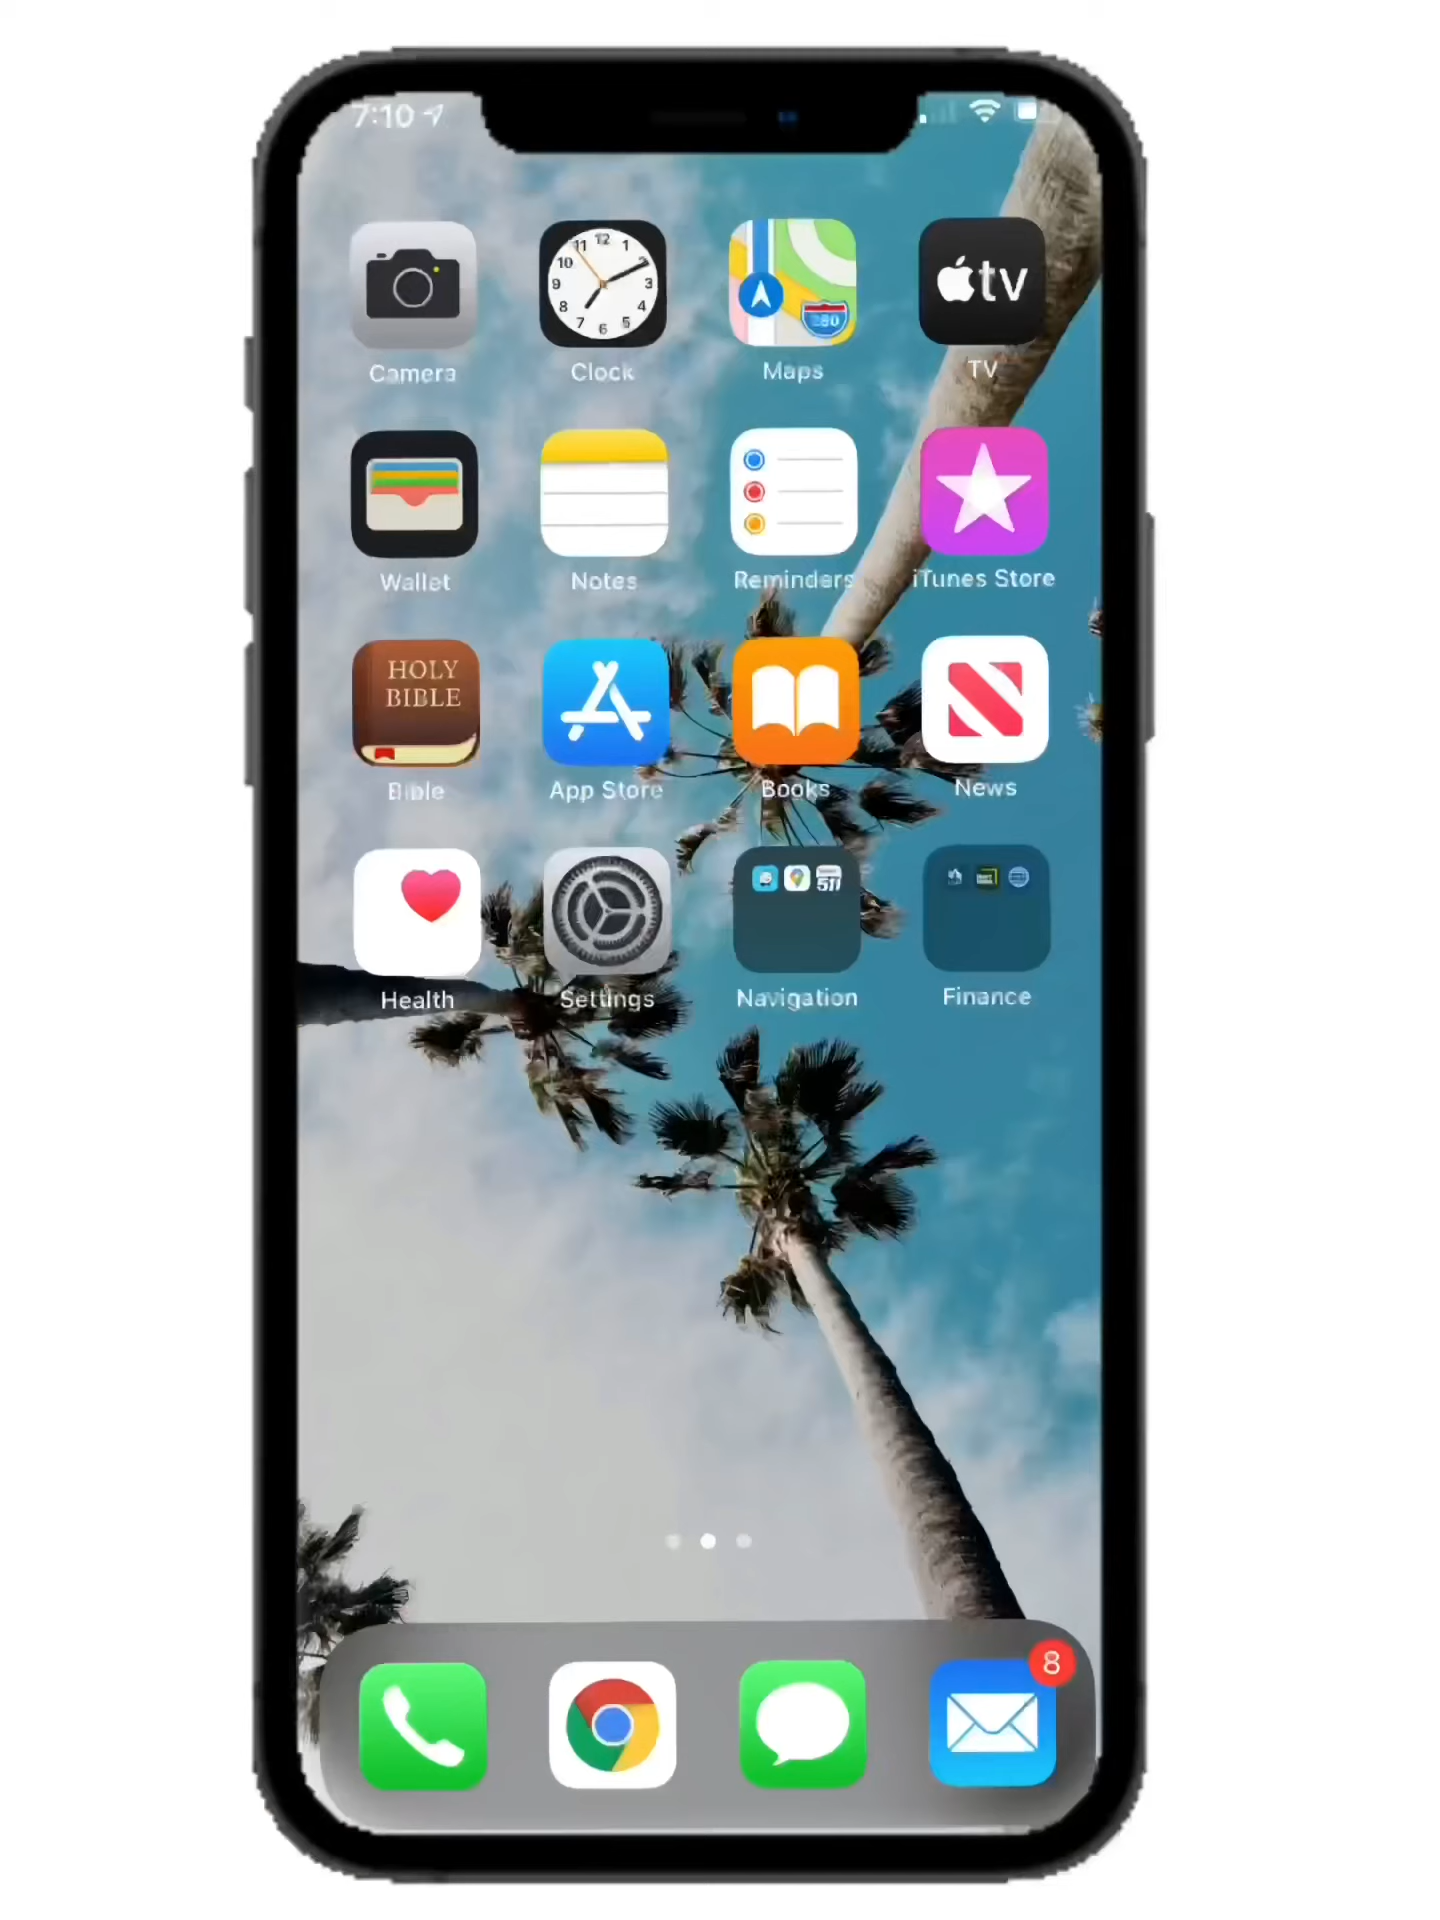 7:10
12
11 1
10
9 3
8 4
7 5
6
280
tv
Camera Clock Maps TV
Wallet Notes Reminders iTunes Store
HOLY
BIBLE
Bible App Store Books News
511
Health Settings Navigation Finance
8